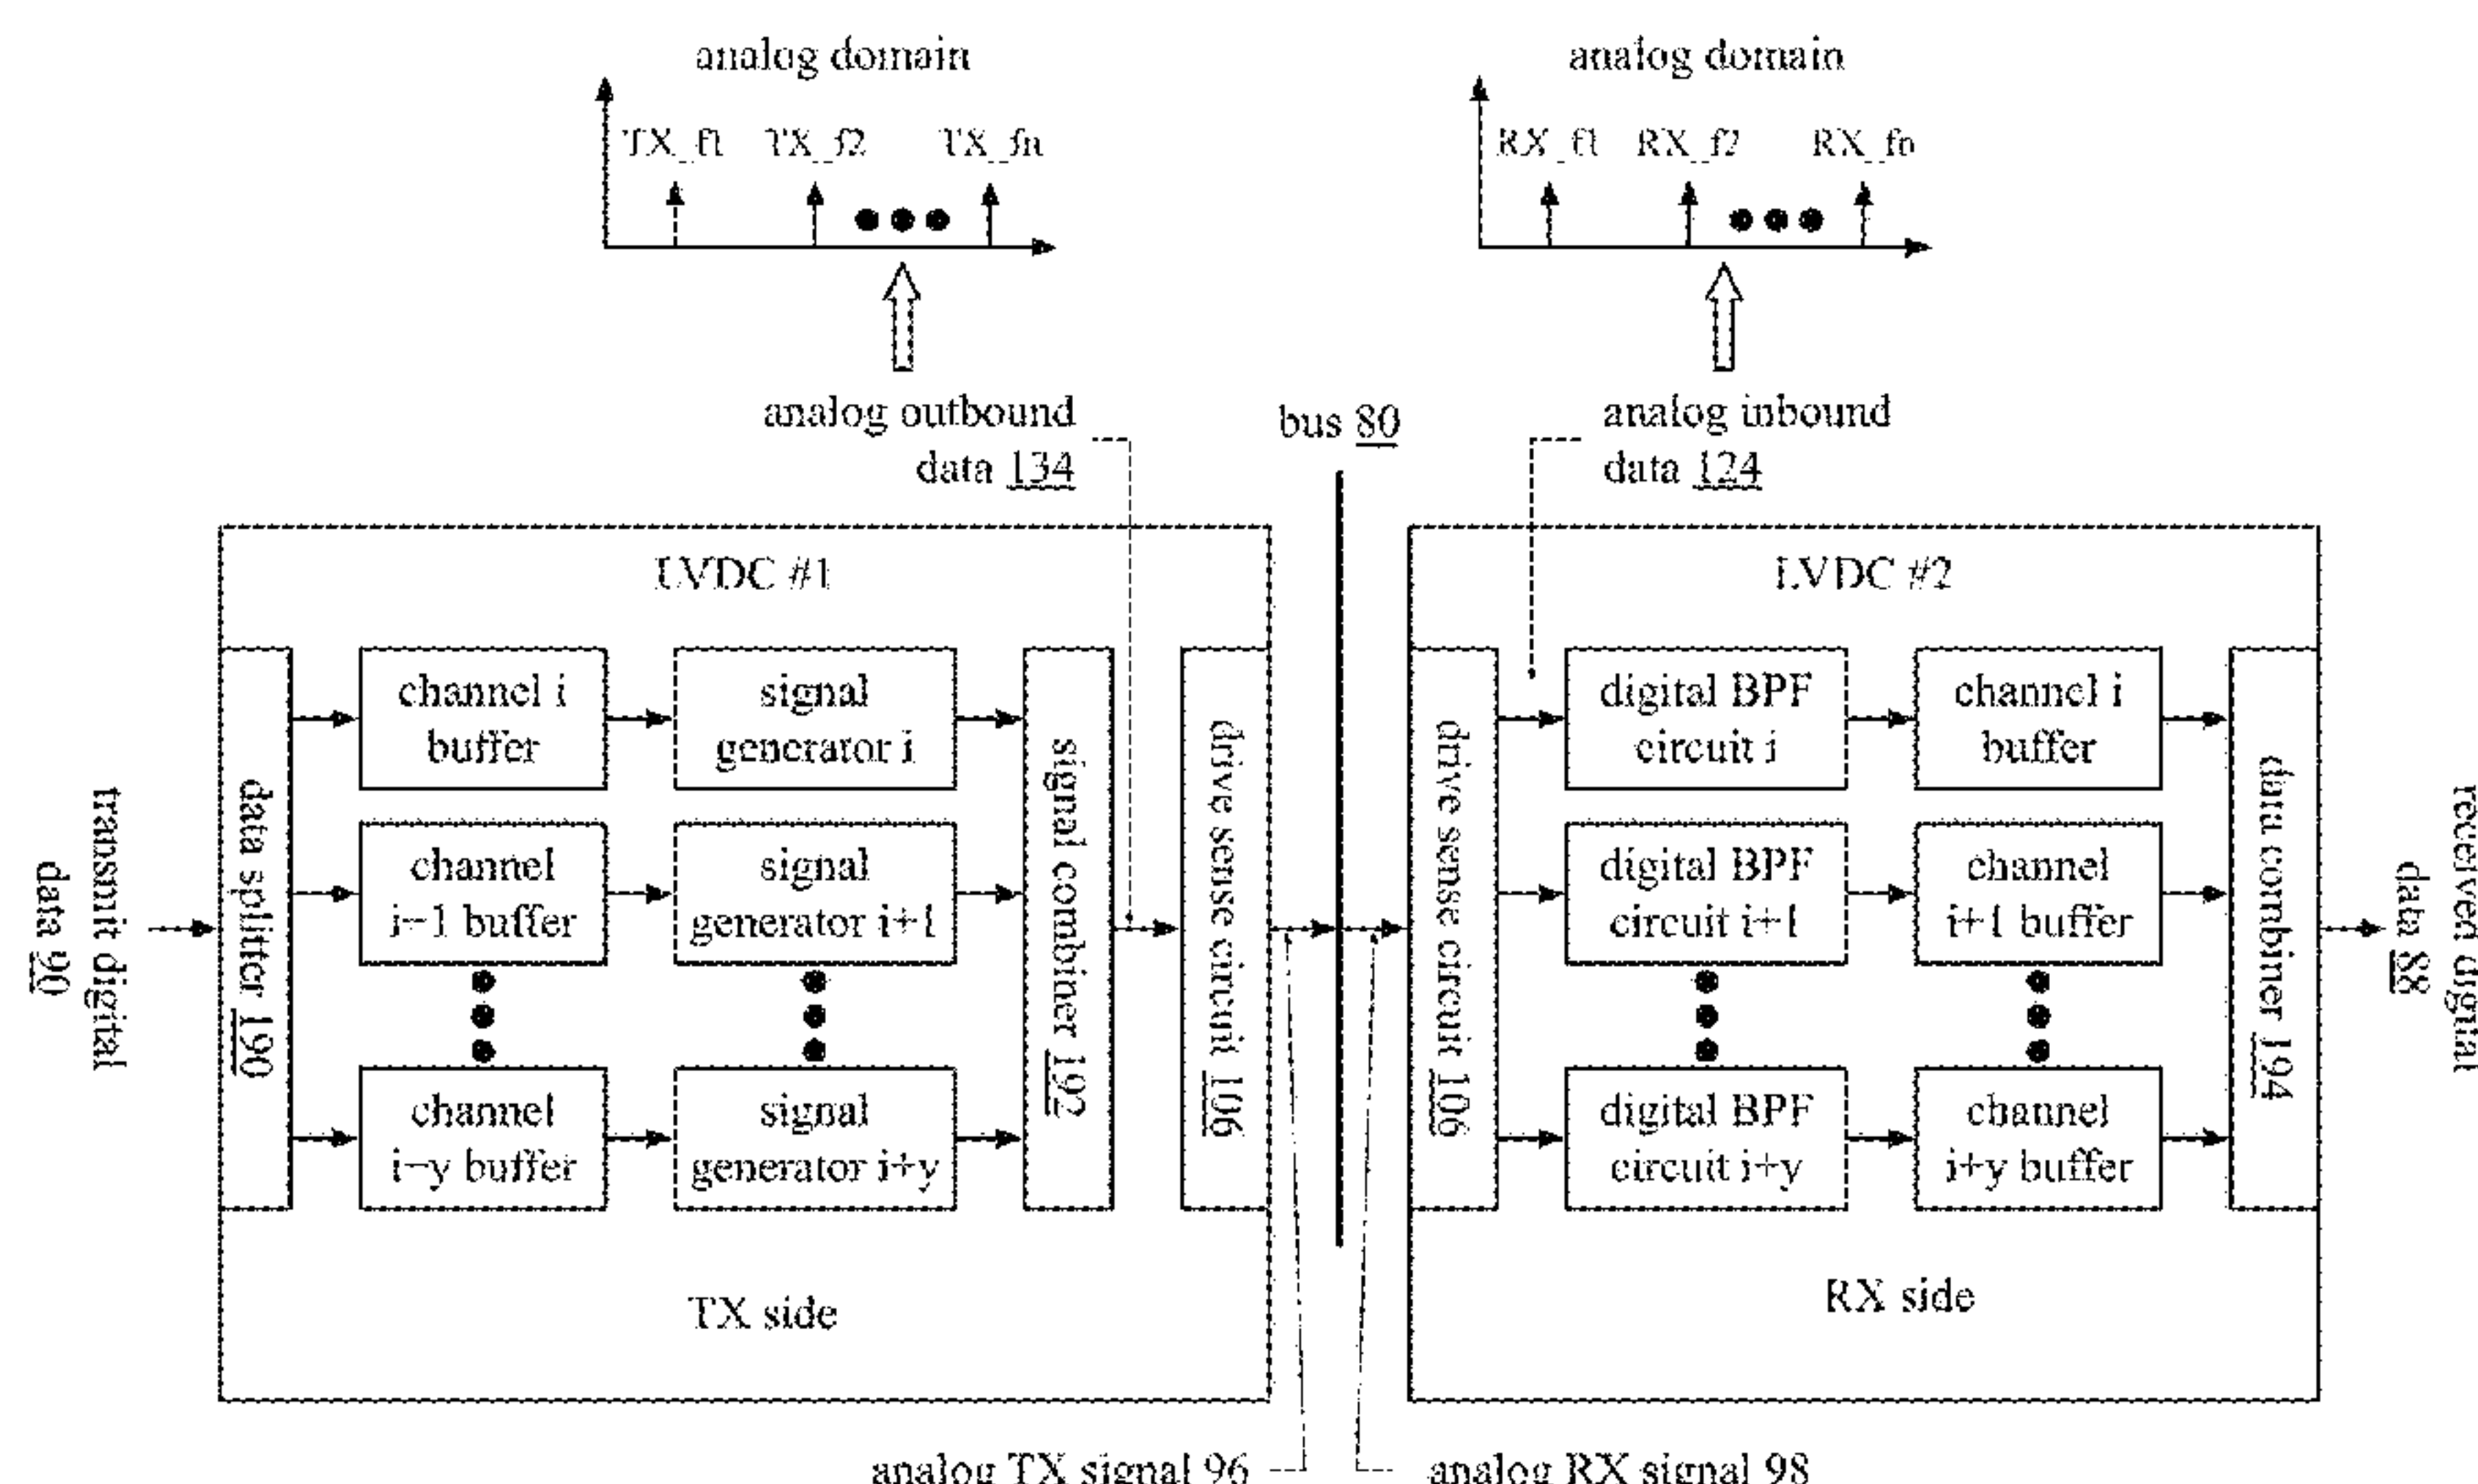 analog domain
TX_f1 TX_f2 TX_fn
analog domain
RX_f1 RX_f2 RX_fn
analog outbound
data 134
bus 80
analog inbound
data 124
LVDC #1
transmit digital
data 90
data splitter 190
channel i
buffer
signal
generator i
channel
i+1 buffer
signal
generator i+1
channel
i+y buffer
signal
generator i+y
signal combiner 192
drive sense circuit 106
TX side
LVDC #2
drive sense circuit 106
digital BPF
circuit i
channel i
buffer
digital BPF
circuit i+1
channel
i+1 buffer
digital BPF
circuit i+y
channel
i+y buffer
data combiner 194
received digital
data 88
RX side
analog TX signal 96
analog RX signal 98